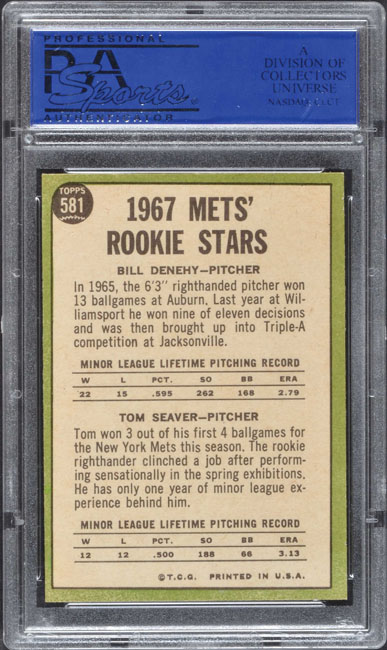 PROFESSIONAL
PSA
Sports
AUTHENTICATOR
A
DIVISION OF
COLLECTORS
UNIVERSE
NASDAQ: CLCT
TOPPS
581
1967 METS'
ROOKIE STARS
BILL DENEHY—PITCHER
In 1965, the 6'3" righthanded pitcher won
13 ballgames at Auburn. Last year at Wil-
liamsport he won nine of eleven decisions
and was then brought up into Triple-A
competition at Jacksonville.
MINOR LEAGUE LIFETIME PITCHING RECORD
W L PCT. SO BB ERA
22 15 .595 262 168 2.79
TOM SEAVER—PITCHER
Tom won 3 out of his first 4 ballgames for
the New York Mets this season. The rookie
righthander clinched a job after perform-
ing sensationally in the spring exhibitions.
He has only one year of minor league ex-
perience behind him.
MINOR LEAGUE LIFETIME PITCHING RECORD
W L PCT. SO BB ERA
12 12 .500 188 66 3.13
©T.C.G. PRINTED IN U.S.A.